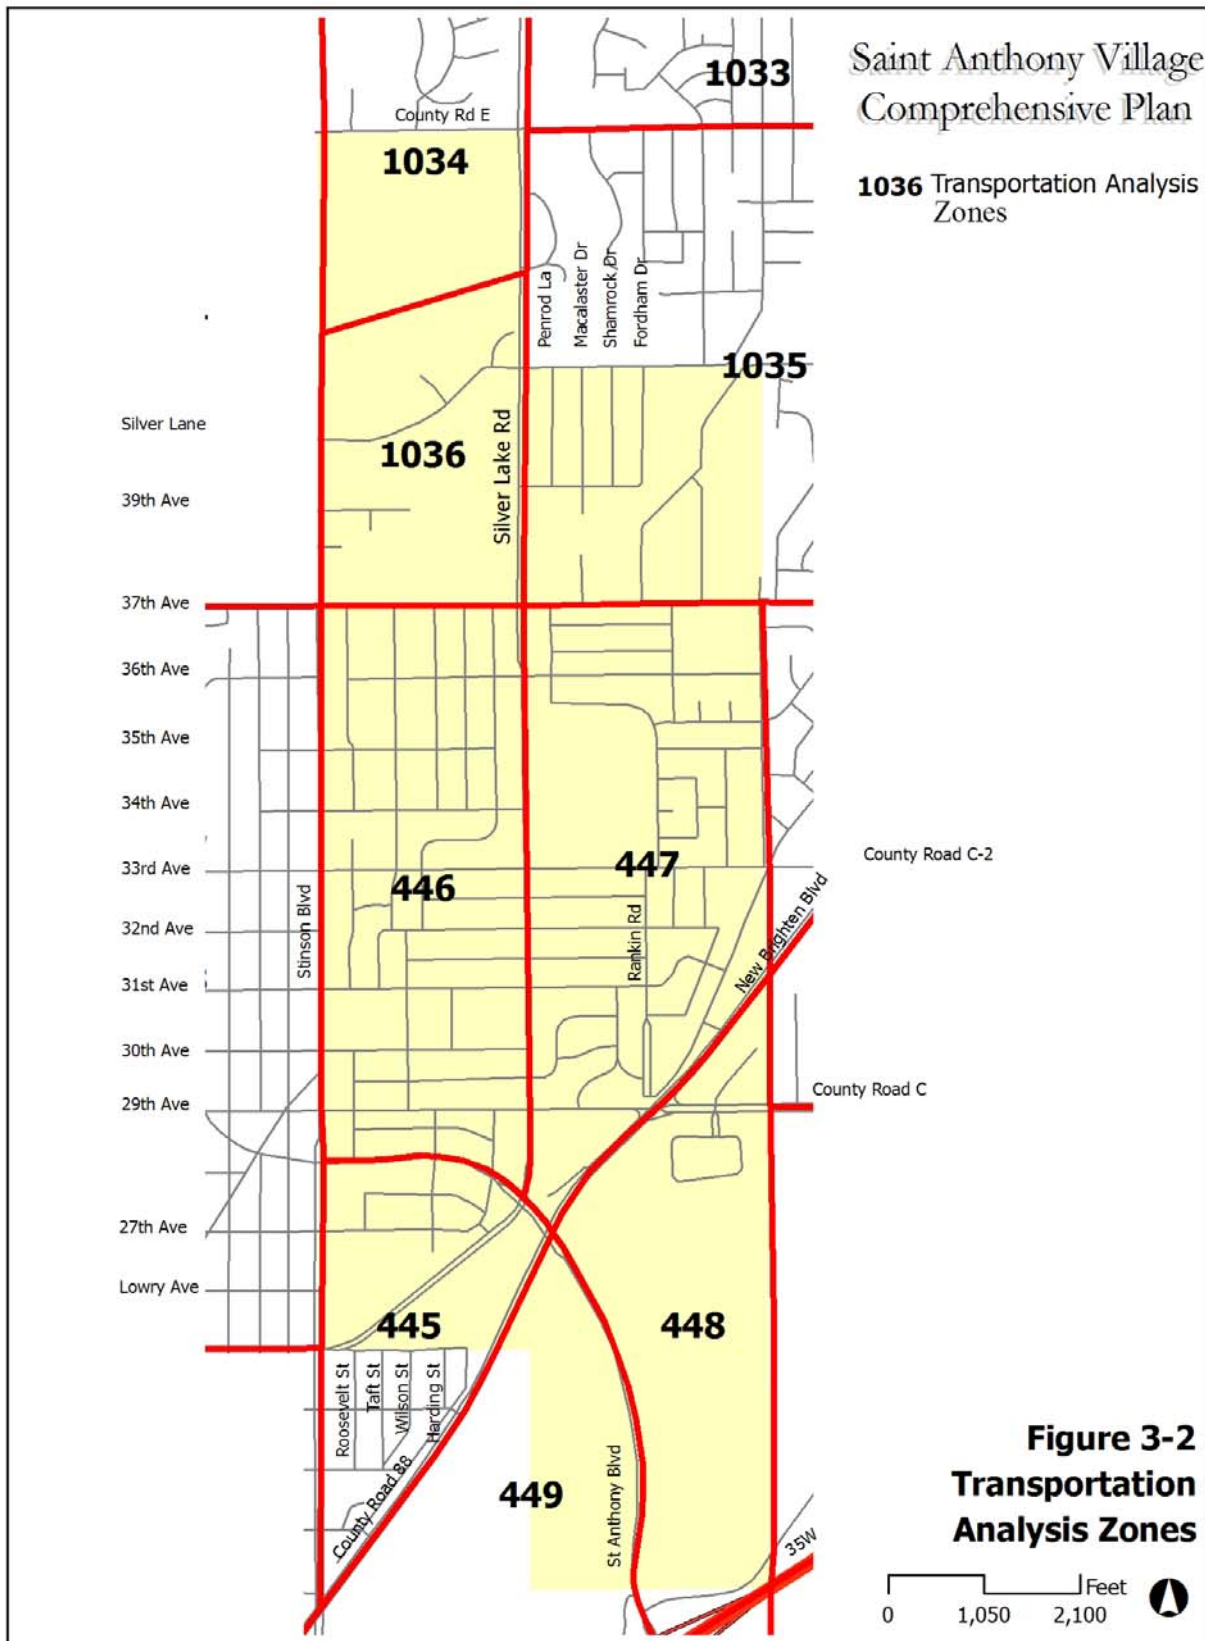 Saint Anthony Village
Comprehensive Plan
1036 Transportation Analysis
Zones
1033
County Rd E
1034
Penrod La
Macalaster Dr
Shamrock Dr
Fordham Dr
1035
Silver Lane
1036
Silver Lake Rd
39th Ave
37th Ave
36th Ave
35th Ave
34th Ave
33rd Ave
447
County Road C-2
446
Stinson Blvd
32nd Ave
Rankin Rd
New Brighten Blvd
31st Ave
30th Ave
29th Ave
County Road C
27th Ave
Lowry Ave
445
448
Roosevelt St
Taft St
Wilson St
Harding St
County Road 88
449
St Anthony Blvd
35W
Figure 3-2
Transportation
Analysis Zones
Feet
0 1,050 2,100